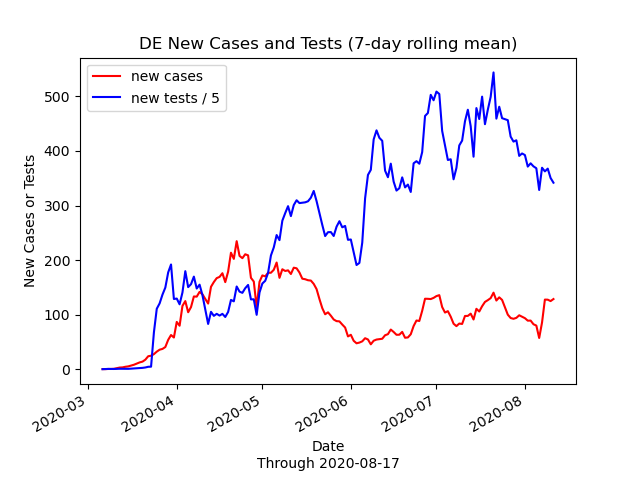 DE New Cases and Tests (7-day rolling mean)
new cases
new tests / 5
New Cases or Tests
500
400
300
200
100
0
2020-03
2020-04
2020-05
2020-06
2020-07
2020-08
Date
Through 2020-08-17